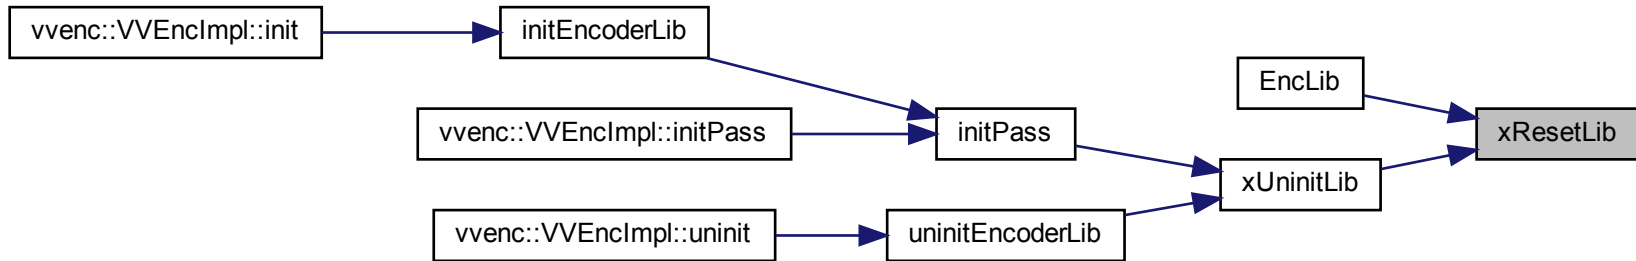 vvenc::VVEncImpl::init
initEncoderLib
EncLib
vvenc::VVEncImpl::initPass
initPass
xResetLib
xUninitLib
vvenc::VVEncImpl::uninit
uninitEncoderLib